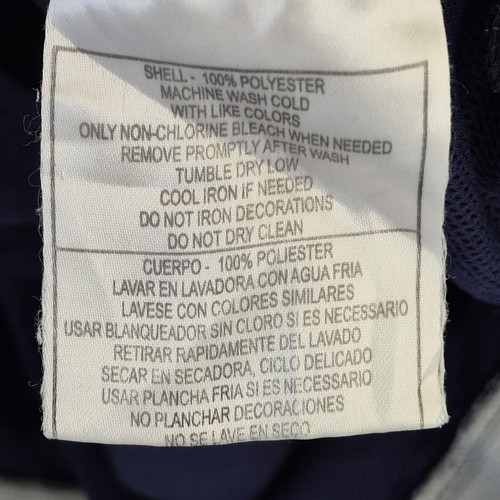 SHELL - 100% POLYESTER
MACHINE WASH COLD
WITH LIKE COLORS
ONLY NON-CHLORINE BLEACH WHEN NEEDED
REMOVE PROMPTLY AFTER WASH
TUMBLE DRY LOW
COOL IRON IF NEEDED
DO NOT IRON DECORATIONS
DO NOT DRY CLEAN
CUERPO - 100% POLIESTER
LAVAR EN LAVADORA CON AGUA FRIA
LAVESE CON COLORES SIMILARES
USAR BLANQUEADOR SIN CLORO SI ES NECESSARIO
RETIRAR RAPIDAMENTE DEL LAVADO
SECAR EN SECADORA, CICLO DELICADO
USAR PLANCHA FRIA SI ES NECESSARIO
NO PLANCHAR DECORACIONES
NO SE LAVE EN SECO